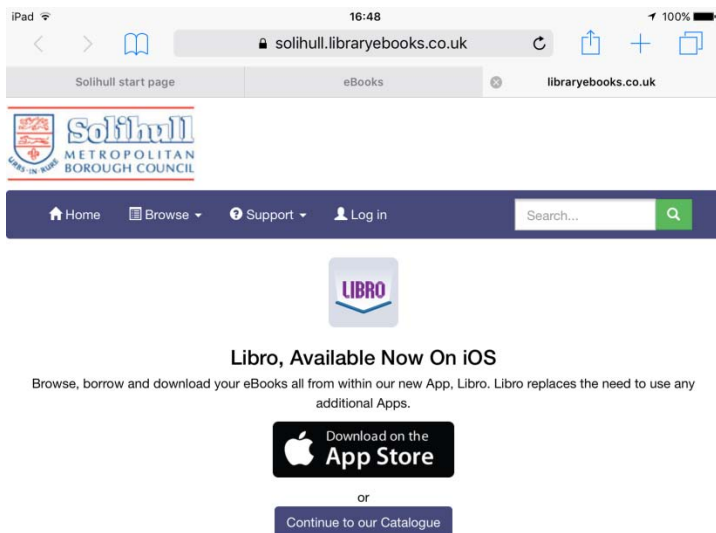 iPad 16:48 100%
solihull.libraryebooks.co.uk
Solihull start page eBooks libraryebooks.co.uk
Solihull
METROPOLITAN
BOROUGH COUNCIL
URBS-IN-RURE
Home Browse Support Log in Search...
LIBRO
Libro, Available Now On iOS
Browse, borrow and download your eBooks all from within our new App, Libro. Libro replaces the need to use any
additional Apps.
Download on the
App Store
or
Continue to our Catalogue